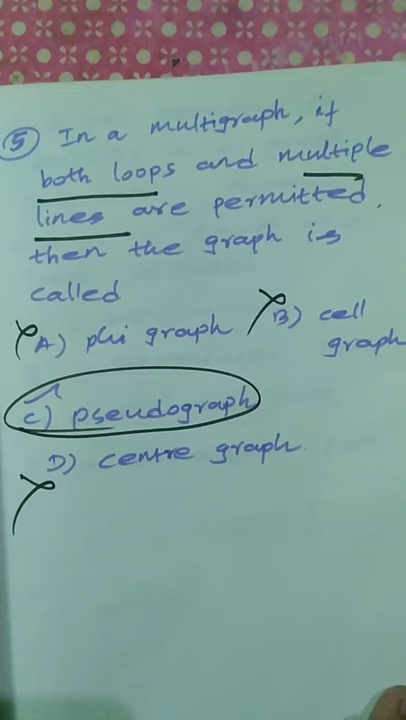 ⑤ In a multigraph, if
both loops and multiple
lines are permitted.
then the graph is
called
A) phi graph B) cell
graph
C) pseudograph
D) centre graph.